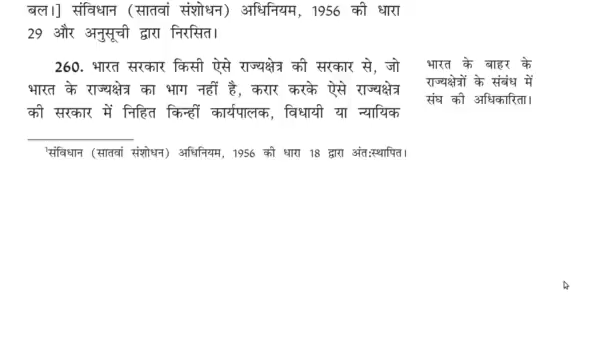 बल।] संविधान (सातवां संशोधन) अधिनियम, 1956 की धारा
29 और अनुसूची द्वारा निरसित।
260. भारत सरकार किसी ऐसे राज्यक्षेत्र की सरकार से, जो
भारत के राज्यक्षेत्र का भाग नहीं है, करार करके ऐसे राज्यक्षेत्र
की सरकार में निहित किन्हीं कार्यपालक, विधायी या न्यायिक
भारत के बाहर के
राज्यक्षेत्रों के संबंध में
संघ की अधिकारिता।
¹संविधान (सातवां संशोधन) अधिनियम, 1956 की धारा 18 द्वारा अंत:स्थापित।